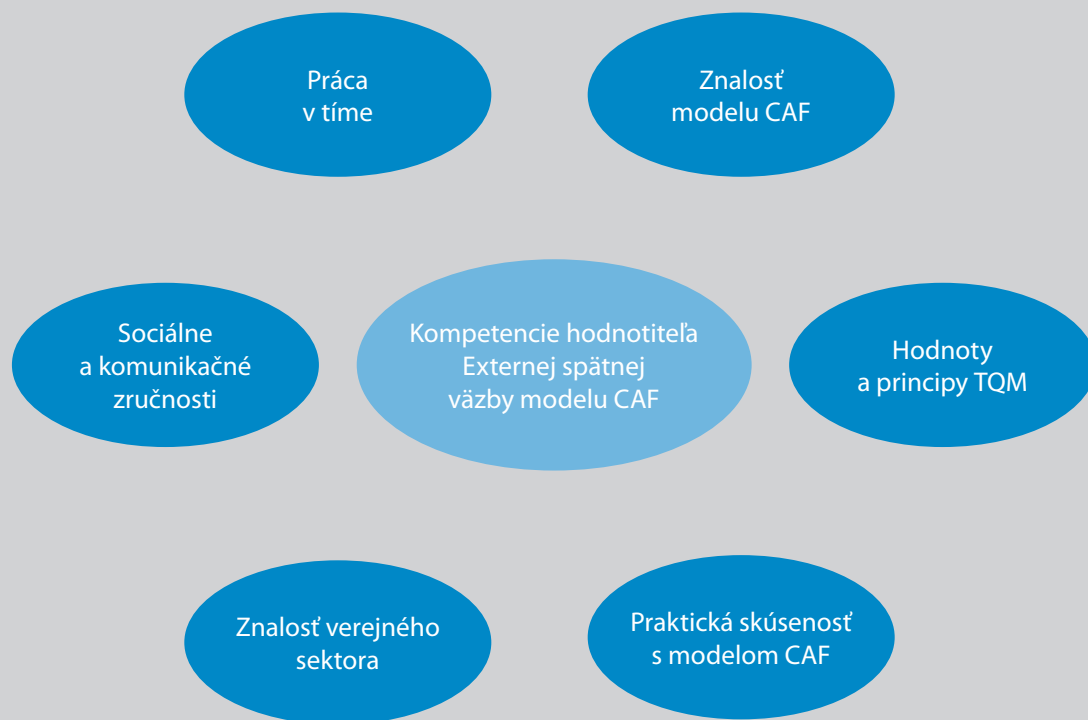 Práca
v tíme
Znalosť
modelu CAF
Sociálne
a komunikačné
zručnosti
Kompetencie hodnotiteľa
Externej spätnej
väzby modelu CAF
Hodnoty
a principy TQM
Znalosť verejného
sektora
Praktická skúsenosť
s modelom CAF